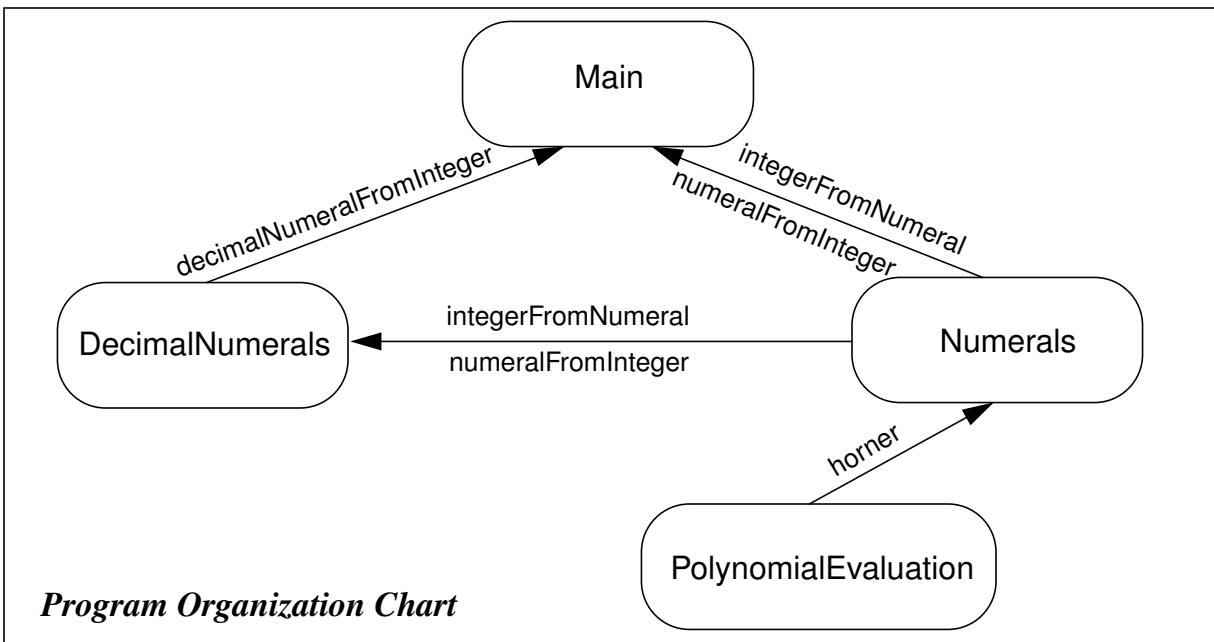 Main
decimalNumeralFromInteger
integerFromNumeral
numeralFromInteger
DecimalNumerals
integerFromNumeral
numeralFromInteger
Numerals
horner
PolynomialEvaluation
Program Organization Chart